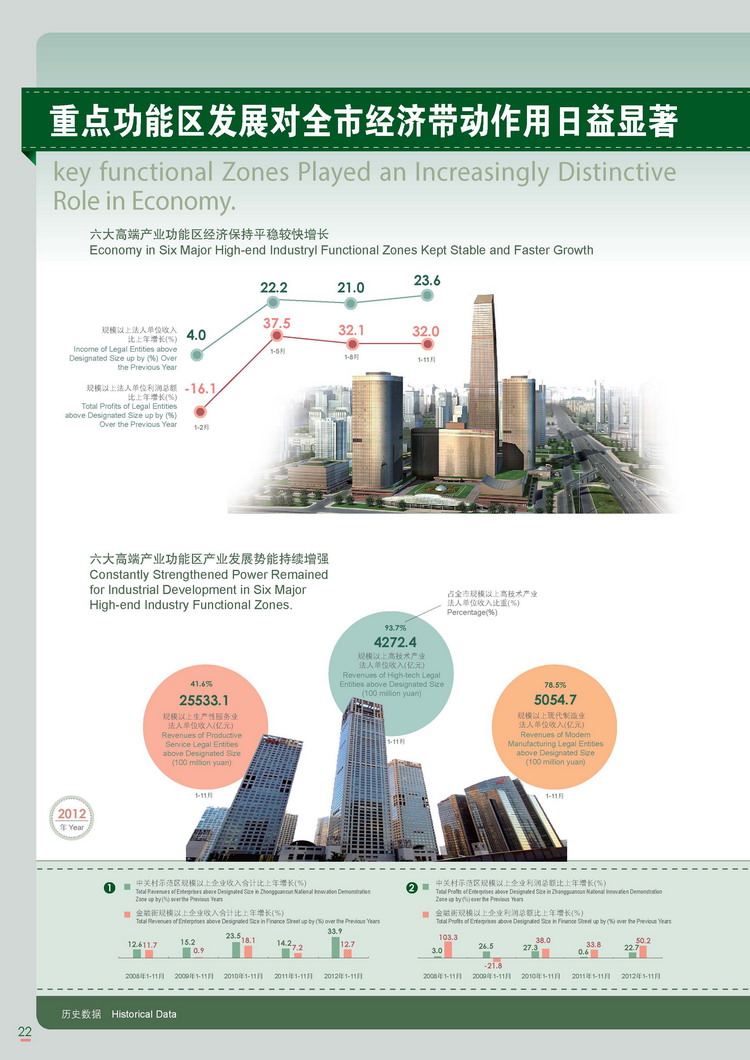 重点功能区发展对全市经济带动作用日益显著
key functional Zones Played an Increasingly Distinctive
Role in Economy.
六大高端产业功能区经济保持平稳较快增长
Economy in Six Major High-end Industryl Functional Zones Kept Stable and Faster Growth
22.2
21.0
23.6
规模以上法人单位收入
比上年增长(%)
Income of Legal Entities above
Designated Size up by (%) Over
the Previous Year
4.0
37.5
32.1
32.0
1-5月
1-8月
1-11月
规模以上法人单位利润总额
比上年增长(%)
Total Profits of Legal Entities
above Designated Size up by (%)
Over the Previous Year
-16.1
1-2月
六大高端产业功能区产业发展势能持续增强
Constantly Strengthened Power Remained
for Industrial Development in Six Major
High-end Industry Functional Zones.
占全市规模以上高技术产业
法人单位收入比重(%)
Percentage(%)
93.7%
4272.4
规模以上高技术产业
法人单位收入(亿元)
Revenues of High-tech Legal
Entities above Designated Size
(100 million yuan)
1-11月
41.6%
25533.1
规模以上生产性服务业
法人单位收入(亿元)
Revenues of Productive
Service Legal Entities
above Designated Size
(100 million yuan)
1-11月
78.5%
5054.7
规模以上现代制造业
法人单位收入(亿元)
Revenues of Modern
Manufacturing Legal Entities
above Designated Size
(100 million yuan)
1-11月
2012
年 Year
1
中关村示范区规模以上企业收入合计比上年增长(%)
Total Revenues of Enterprises above Designated Size in Zhongguancun National Innovation Demonstration
Zone up by (%) over the Previous Years
金融街规模以上企业收入合计比上年增长(%)
Total Revenues of Enterprises above Designated Size in Finance Street up by (%) over the Previous Years
12.6 11.7
15.2 0.9
23.5 18.1
14.2 7.2
33.9 12.7
2008年1-11月 2009年1-11月 2010年1-11月 2011年1-11月 2012年1-11月
2
中关村示范区规模以上企业利润总额比上年增长(%)
Total Profits of Enterprises above Designated Size in Zhongguancun National Innovation Demonstration
Zone up by (%) over the Previous Years
金融街规模以上企业利润总额比上年增长(%)
Total Profits of Enterprises above Designated Size in Finance Street up by (%) over the Previous Years
3.0 103.3
26.5 -21.8
27.3 38.0
0.6 33.8
22.7 50.2
2008年1-11月 2009年1-11月 2010年1-11月 2011年1-11月 2012年1-11月
历史数据 Historical Data
22